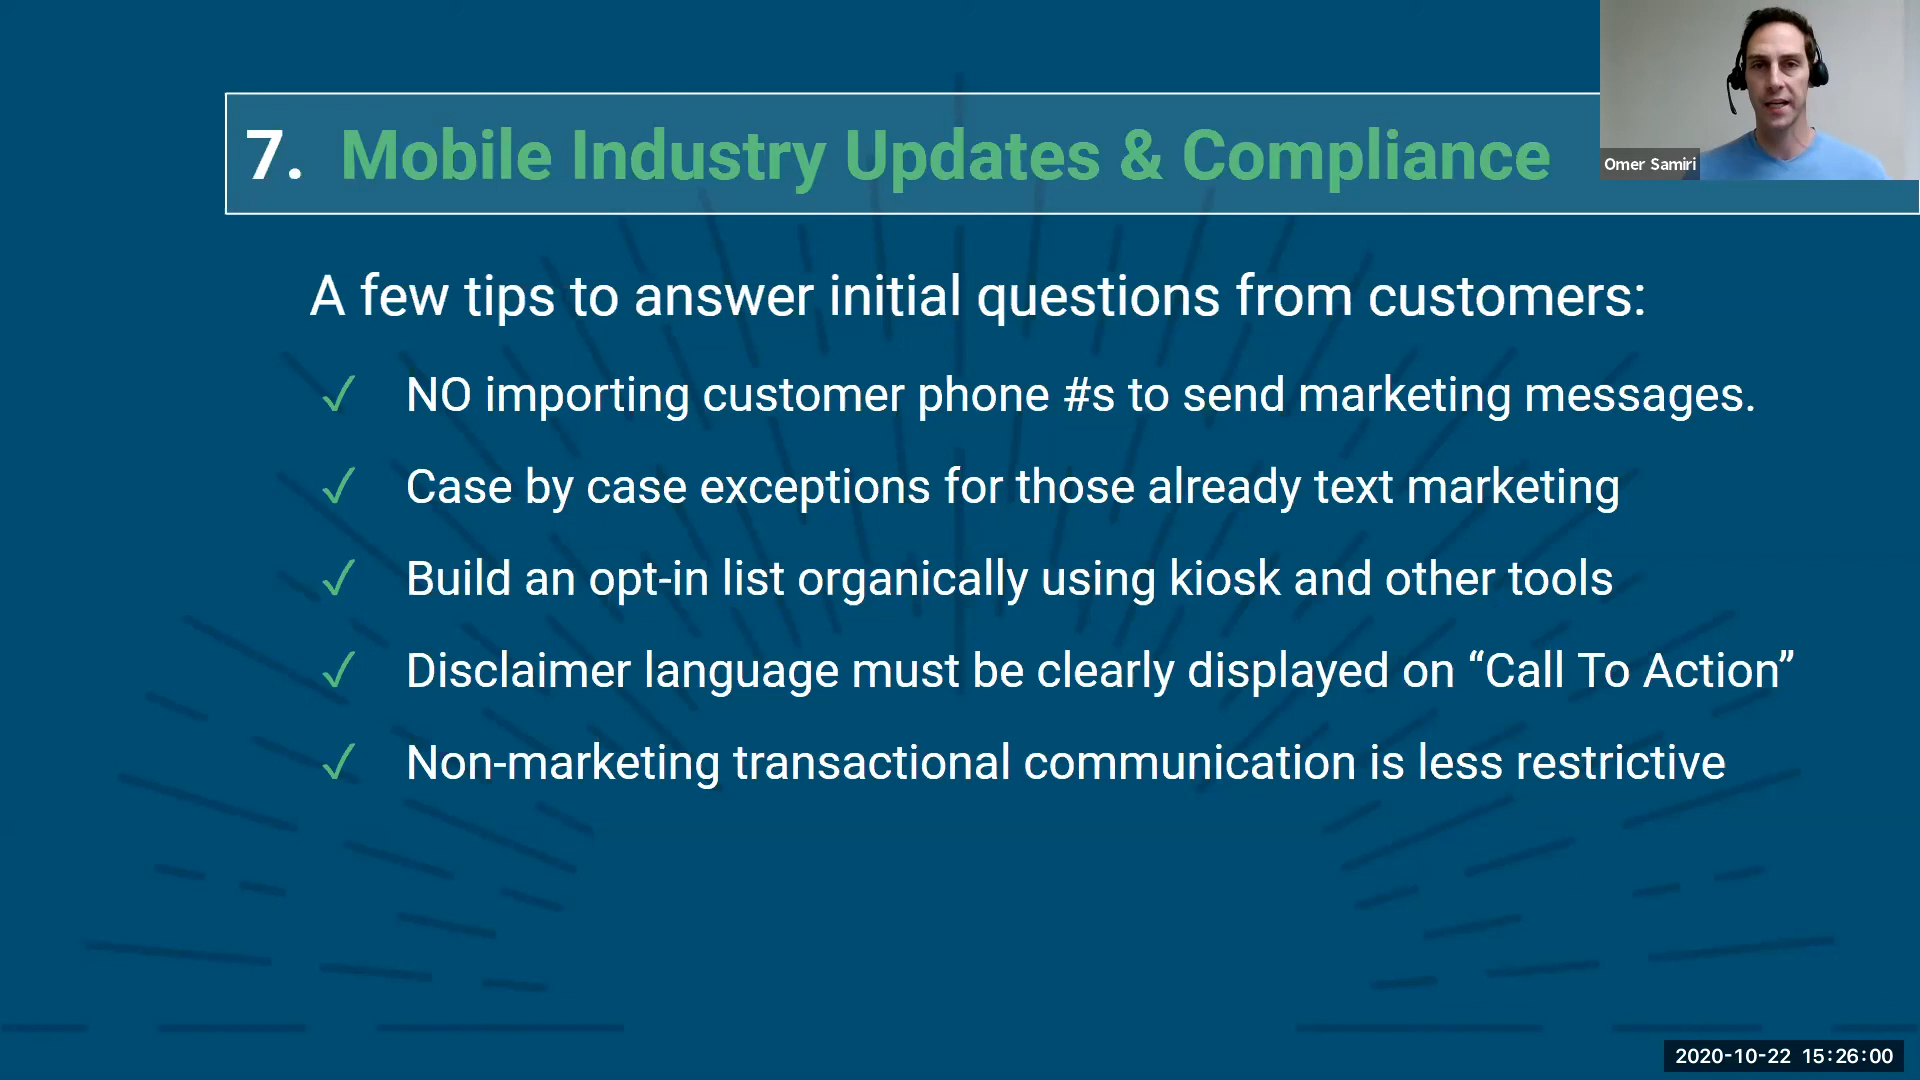 7. Mobile Industry Updates & Compliance
Omer Samiri
A few tips to answer initial questions from customers:
✓ NO importing customer phone #s to send marketing messages.
✓ Case by case exceptions for those already text marketing
✓ Build an opt-in list organically using kiosk and other tools
✓ Disclaimer language must be clearly displayed on “Call To Action”
✓ Non-marketing transactional communication is less restrictive
2020-10-22 15:26:00